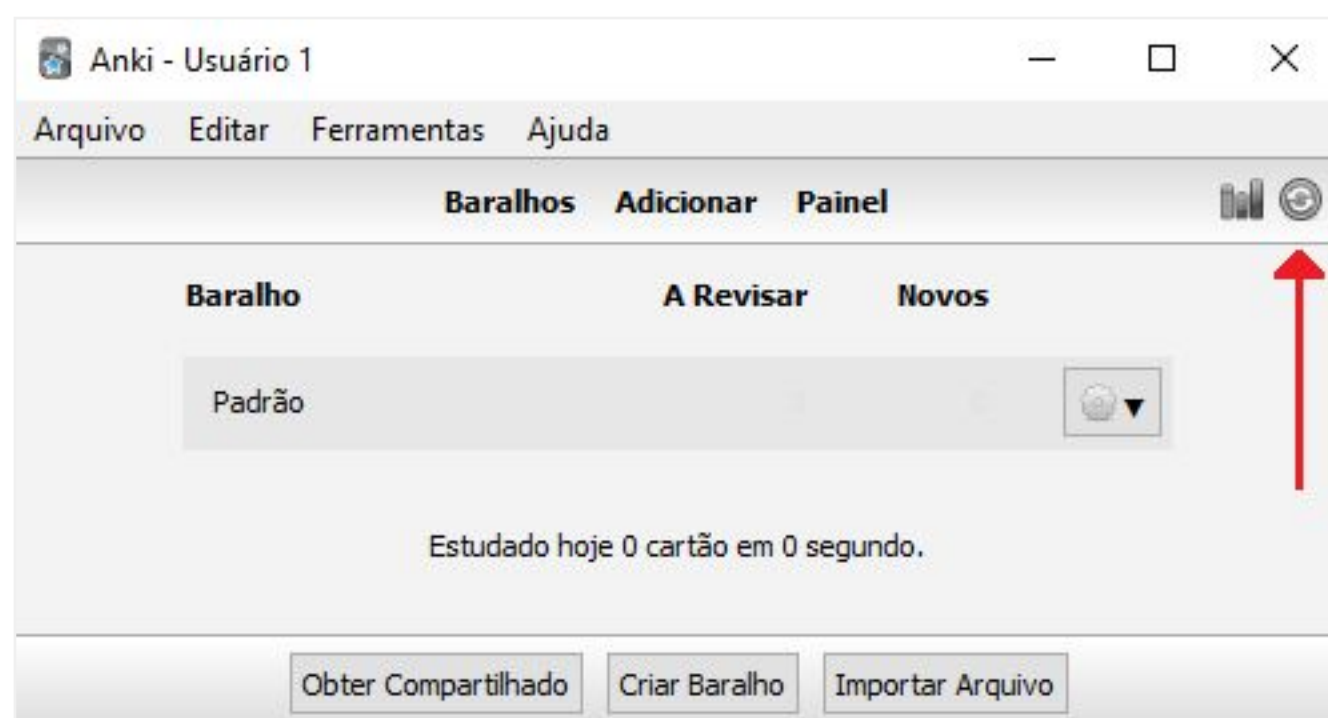 Anki - Usuário 1
Arquivo Editar Ferramentas Ajuda
Baralhos Adicionar Painel
Baralho A Revisar Novos
Padrão
Estudado hoje 0 cartão em 0 segundo.
Obter Compartilhado Criar Baralho Importar Arquivo